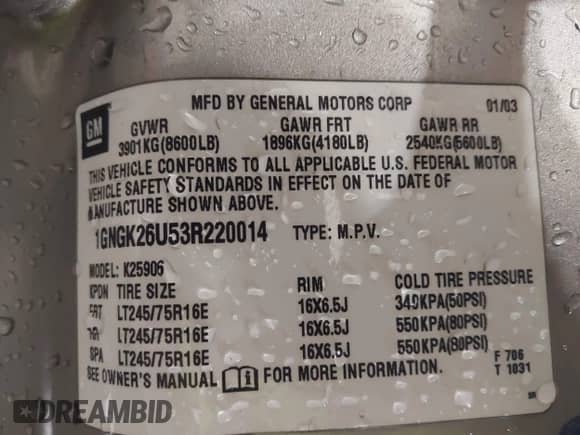 MFD BY GENERAL MOTORS CORP 01/03
GM
GVWR GAWR FRT GAWR RR
3901KG(8600LB) 1896KG(4180LB) 2540KG(5600LB)
THIS VEHICLE CONFORMS TO ALL APPLICABLE U.S. FEDERAL MOTOR
VEHICLE SAFETY STANDARDS IN EFFECT ON THE DATE OF
MANUFACTURE SHOWN ABOVE.
1GNGK26U53R220014 TYPE: M.P.V.
MODEL: K25906
KPDN TIRE SIZE RIM COLD TIRE PRESSURE
FRT LT245/75R16E 16X6.5J 349KPA(50PSI)
RR LT245/75R16E 16X6.5J 550KPA(80PSI)
SPA LT245/75R16E 16X6.5J 550KPA(80PSI)
SEE OWNER'S MANUAL FOR MORE INFORMATION.
F 706
T 1031
DREAMBID